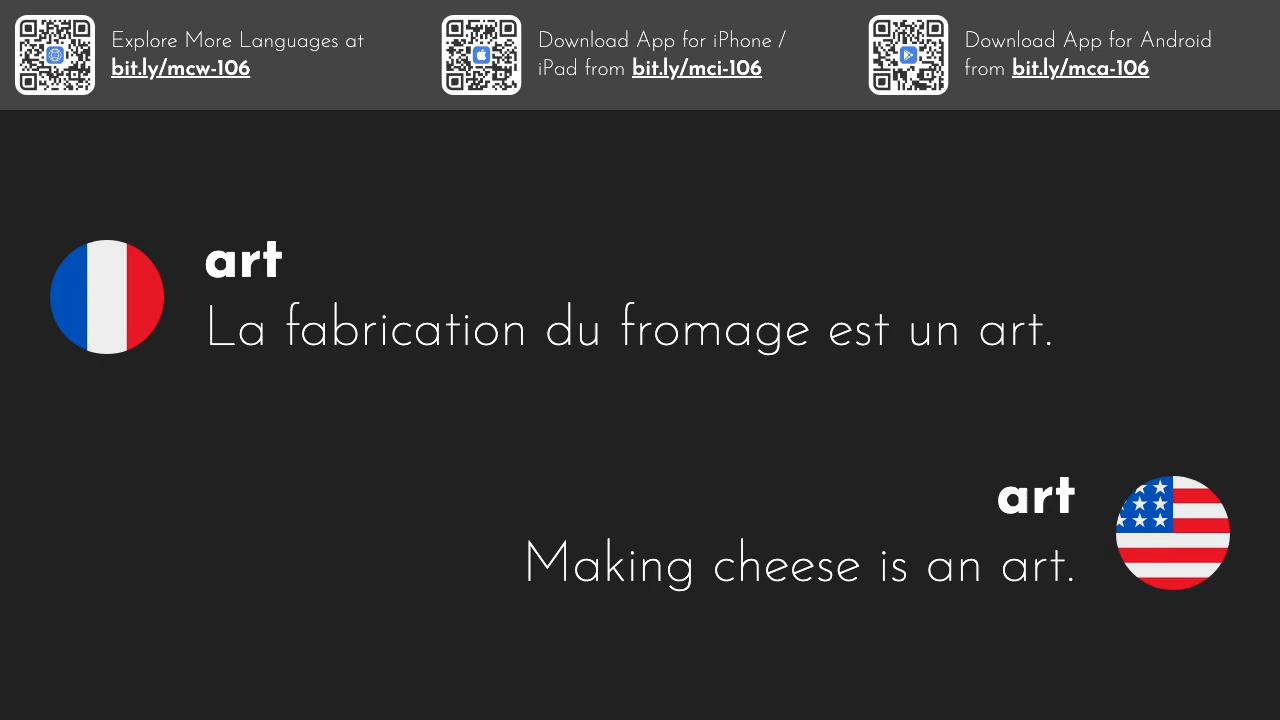 Explore More Languages at
bit.ly/mcw-106
Download App for iPhone /
iPad from bit.ly/mci-106
Download App for Android
from bit.ly/mca-106
art
La fabrication du fromage est un art.
art
Making cheese is an art.